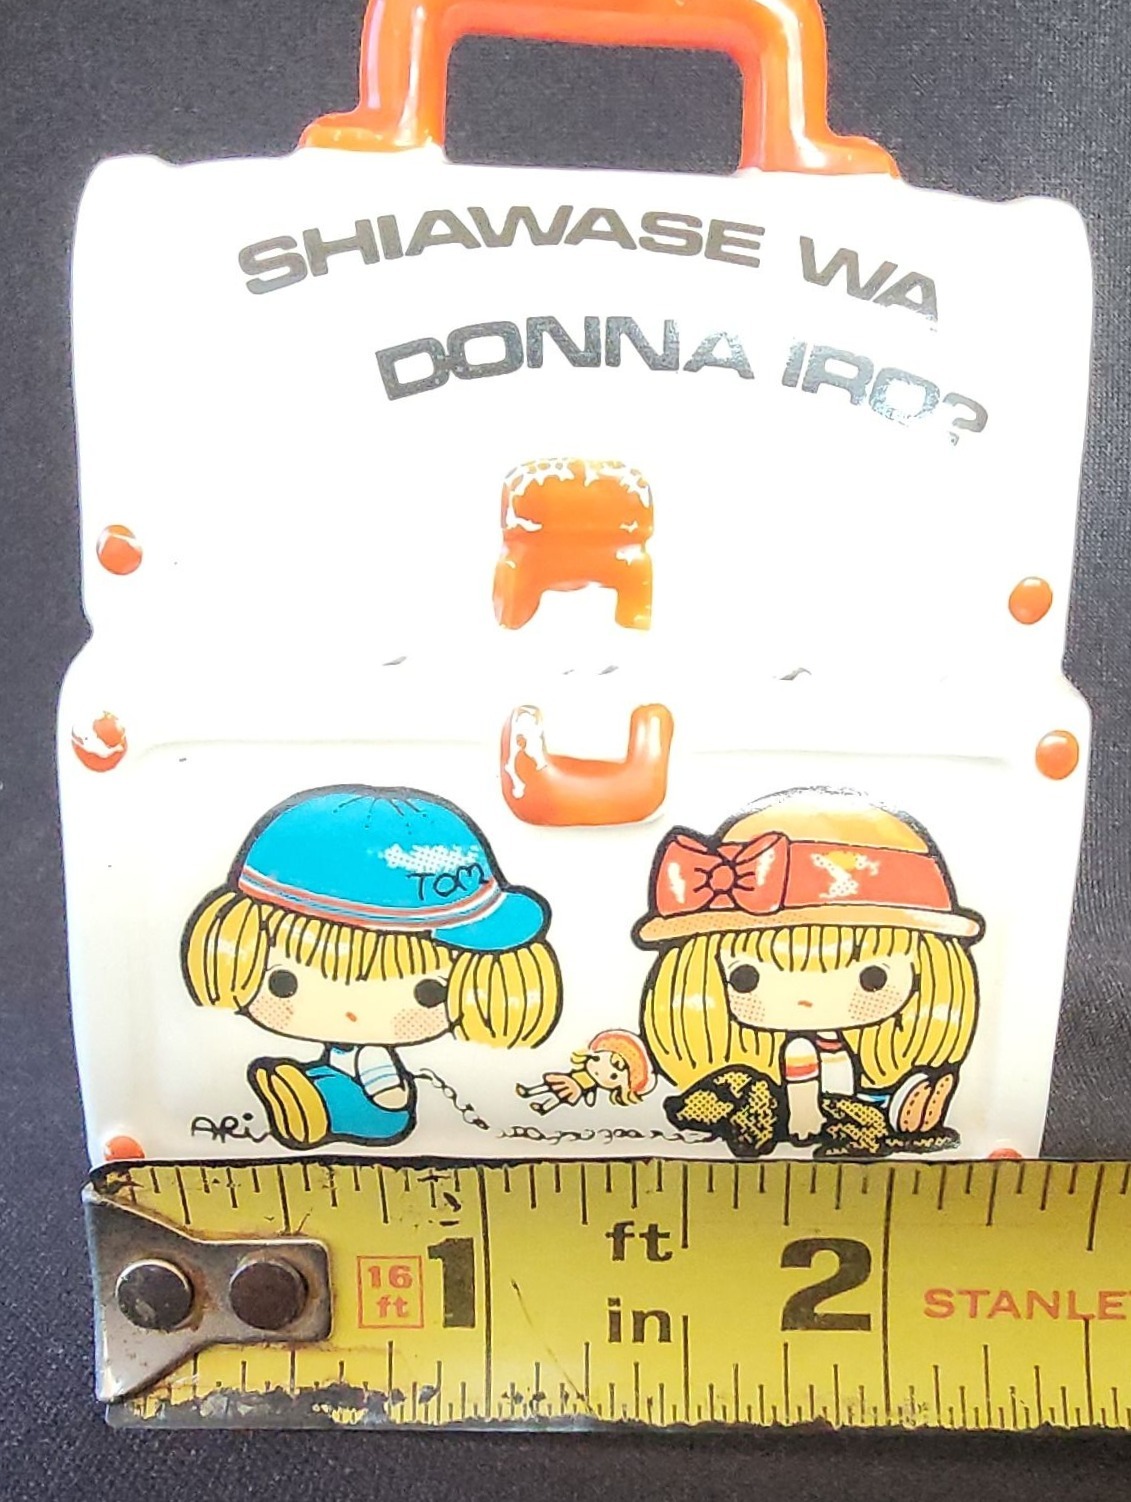 SHIAWASE WA
DONNA IRO?
TOM
ARi
16
ft
1
ft
in
2
STANLE